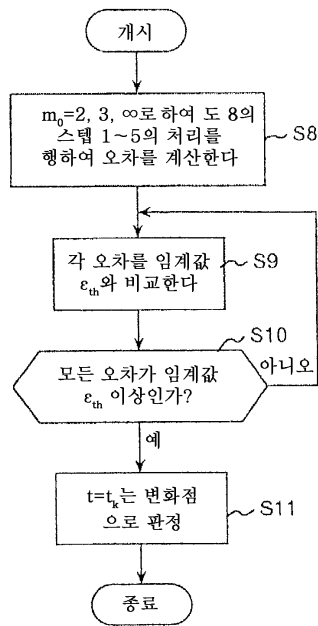 개시
m₀=2, 3, ∞로 하여 도 8의
스텝 1~5의 처리를
행하여 오차를 계산한다
S8
각 오차를 임계값
εth와 비교한다
S9
S10
모든 오차가 임계값
εth 이상인가?
아니오
예
t=tk는 변화점
으로 판정
S11
종료